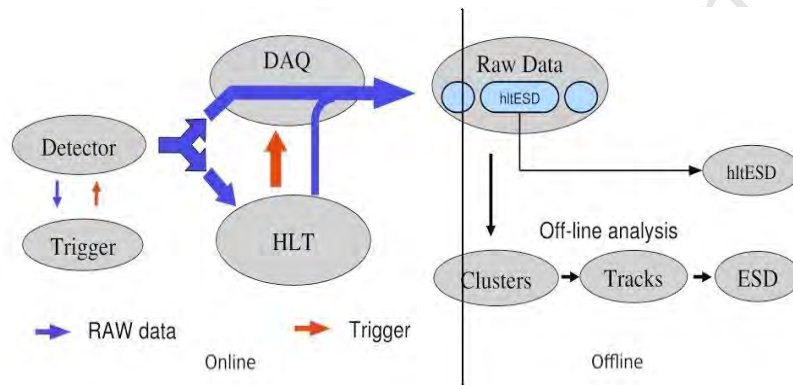 DAQ
Raw Data
hltESD
Detector
hltESD
Trigger
HLT
Off-line analysis
Clusters
Tracks
ESD
RAW data
Trigger
Online
Offline